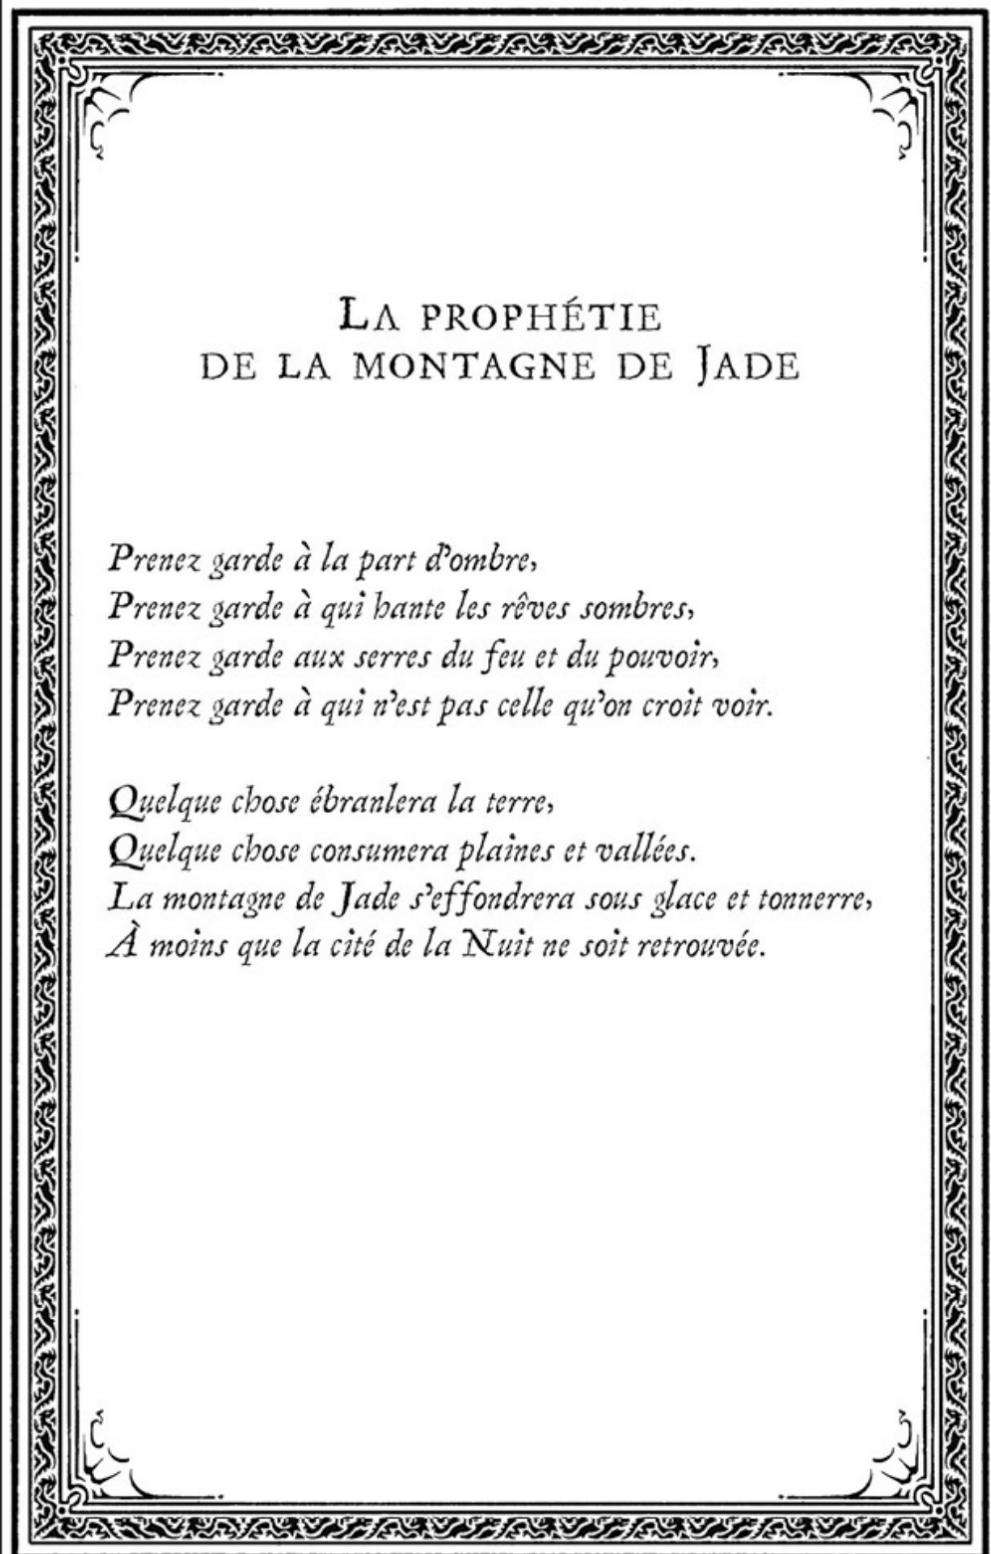 LA PROPHÉTIE
DE LA MONTAGNE DE JADE
Prenez garde à la part d'ombre,
Prenez garde à qui hante les rêves sombres,
Prenez garde aux serres du feu et du pouvoir,
Prenez garde à qui n'est pas celle qu'on croit voir.
Quelque chose ébranlera la terre,
Quelque chose consumera plaines et vallées.
La montagne de Jade s'effondrera sous glace et tonnerre,
À moins que la cité de la Nuit ne soit retrouvée.